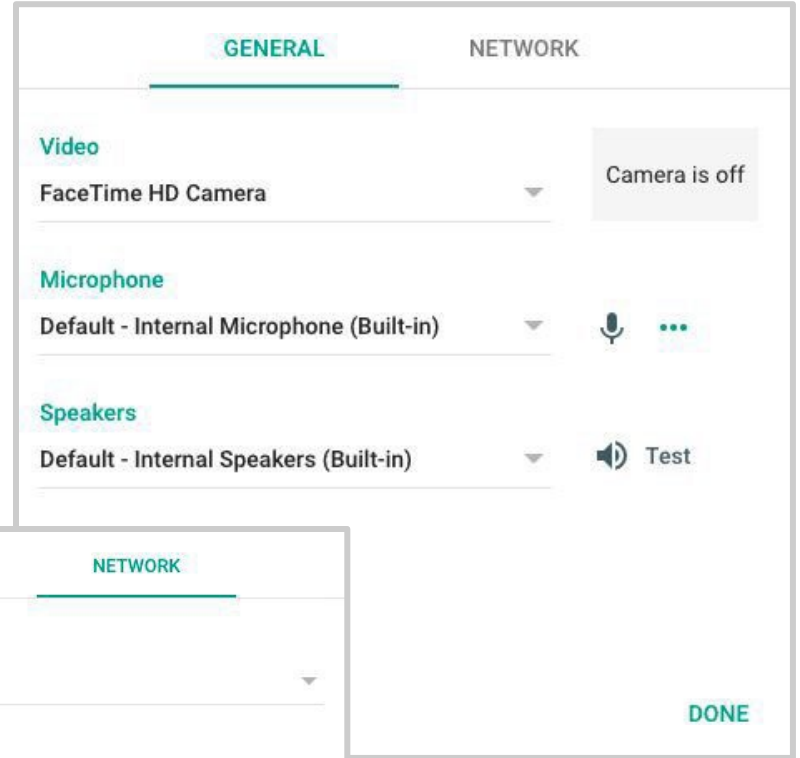 GENERAL NETWORK
Video
FaceTime HD Camera
Camera is off
Microphone
Default - Internal Microphone (Built-in)
Speakers
Default - Internal Speakers (Built-in)
Test
NETWORK
DONE